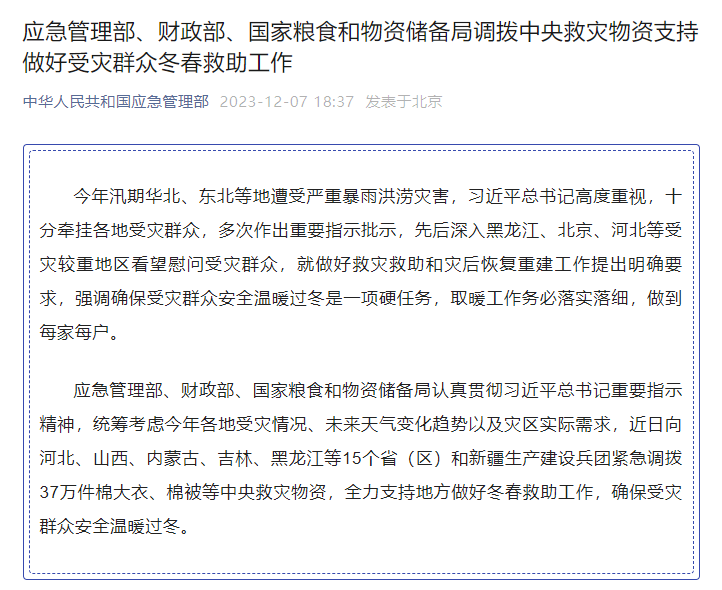 应急管理部、财政部、国家粮食和物资储备局调拨中央救灾物资支持
做好受灾群众冬春救助工作
中华人民共和国应急管理部 2023-12-07 18:37 发表于北京
今年汛期华北、东北等地遭受严重暴雨洪涝灾害，习近平总书记高度重视，十
分牵挂各地受灾群众，多次作出重要指示批示，先后深入黑龙江、北京、河北等受
灾较重地区看望慰问受灾群众，就做好救灾救助和灾后恢复重建工作提出明确要
求，强调确保受灾群众安全温暖过冬是一项硬任务，取暖工作务必落实落细，做到
每家每户。
应急管理部、财政部、国家粮食和物资储备局认真贯彻习近平总书记重要指示
精神，统筹考虑今年各地受灾情况、未来天气变化趋势以及灾区实际需求，近日向
河北、山西、内蒙古、吉林、黑龙江等15个省（区）和新疆生产建设兵团紧急调拨
37万件棉大衣、棉被等中央救灾物资，全力支持地方做好冬春救助工作，确保受灾
群众安全温暖过冬。